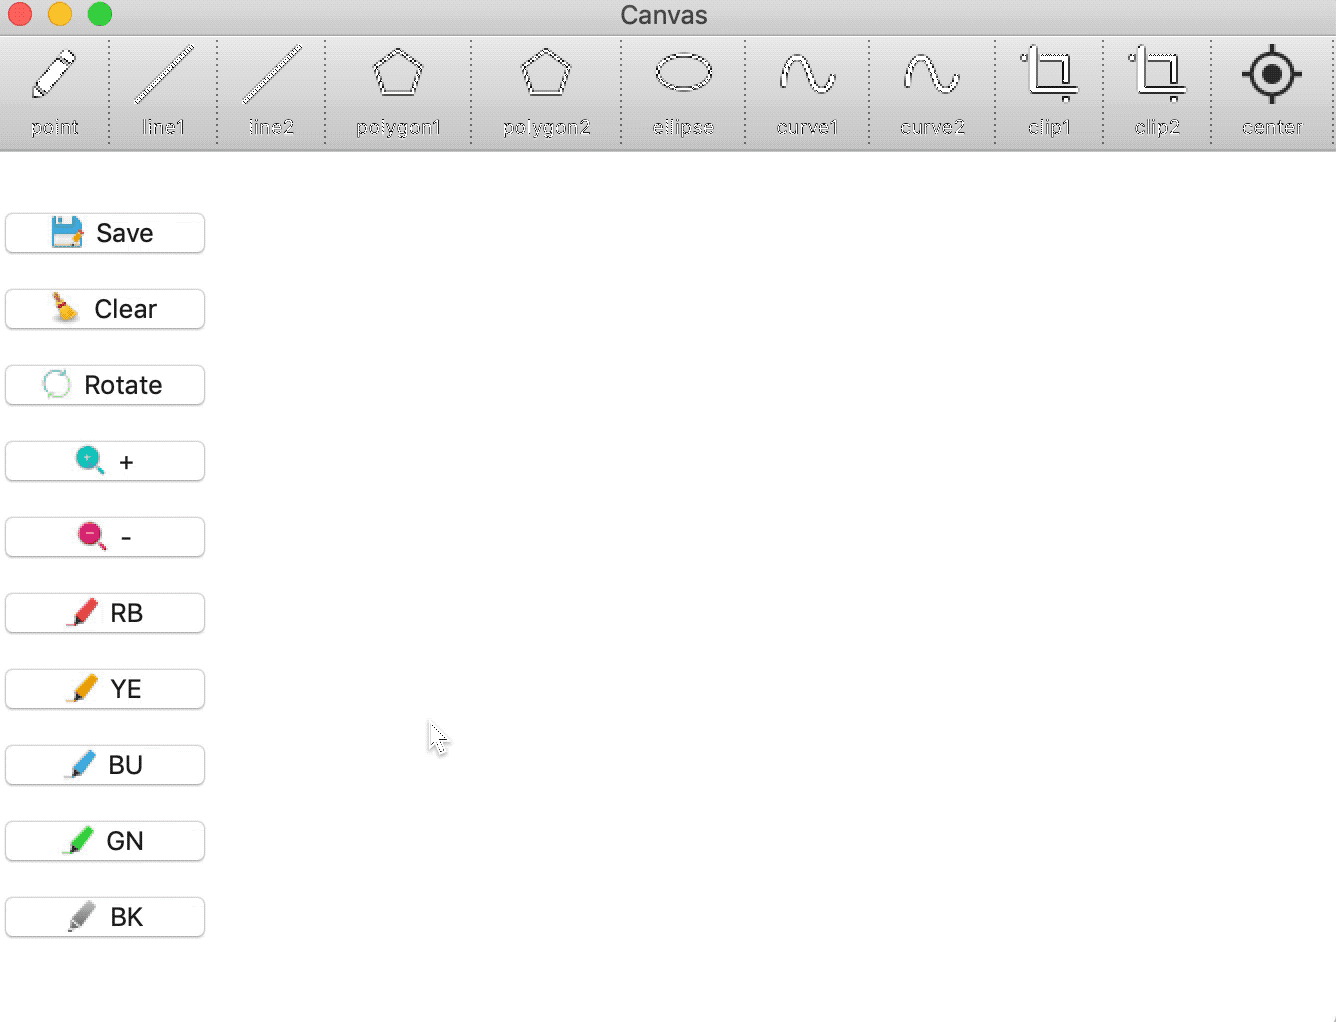 Canvas
point line1 line2 polygon1 polygon2 ellipse curve1 curve2 clip1 clip2 center
Save
Clear
Rotate
+
-
RB
YE
BU
GN
BK